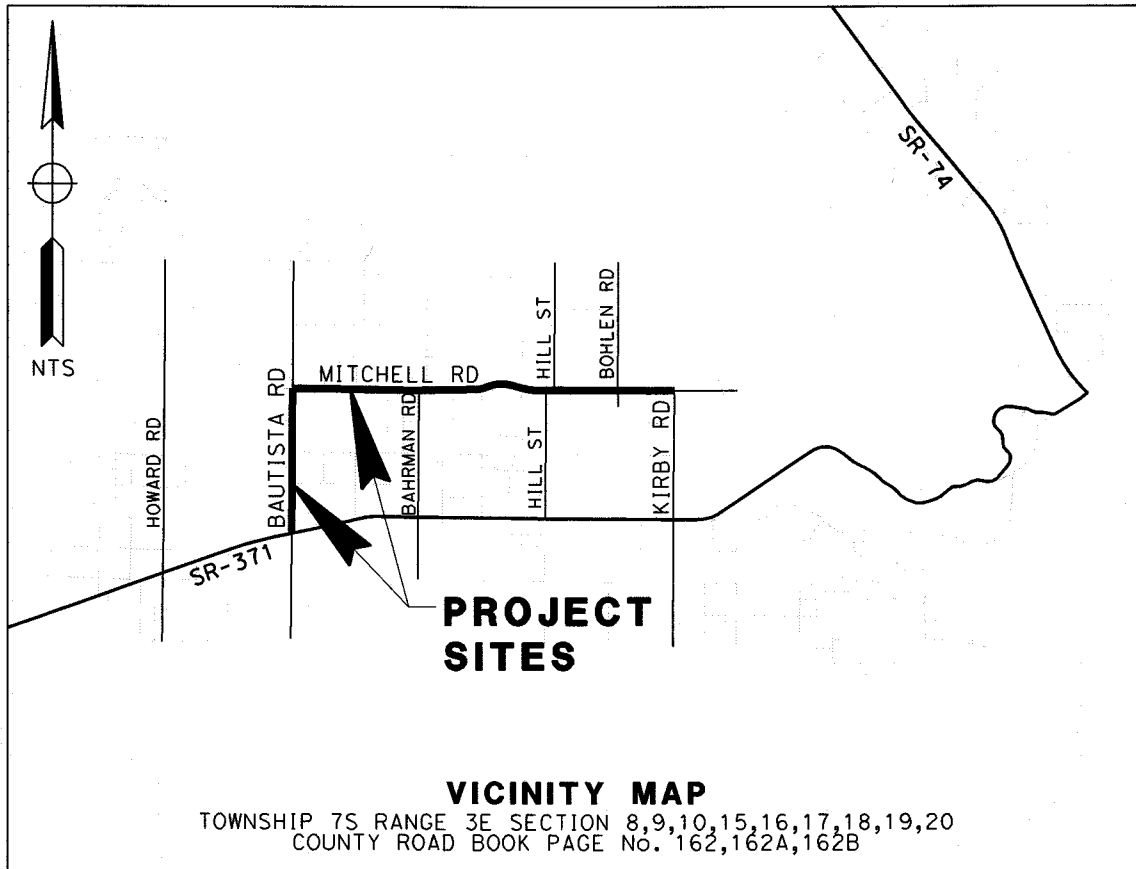 SR-74
NTS
HILL ST
BOHLEN RD
MITCHELL RD
HOWARD RD
BAUTISTA RD
BAHRMAN RD
HILL ST
KIRBY RD
SR-371
PROJECT
SITES
VICINITY MAP
TOWNSHIP 7S RANGE 3E SECTION 8,9,10,15,16,17,18,19,20
COUNTY ROAD BOOK PAGE No. 162,162A,162B